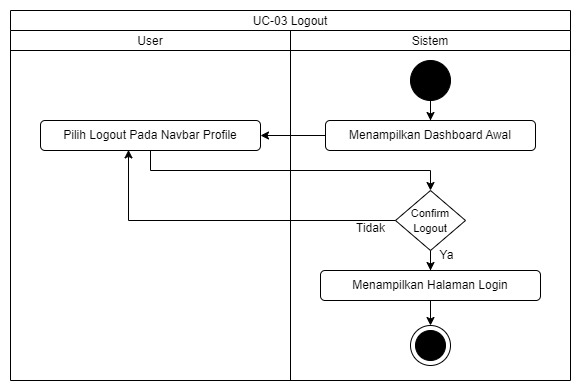 UC-03 Logout
User
Sistem
Pilih Logout Pada Navbar Profile
Menampilkan Dashboard Awal
Confirm
Logout
Tidak
Ya
Menampilkan Halaman Login